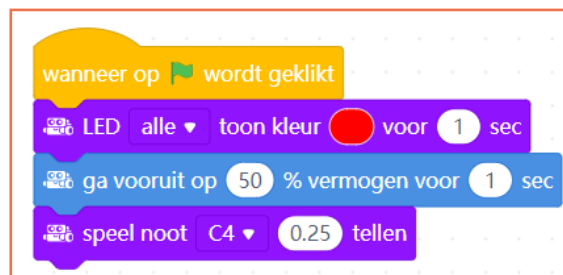 wanneer op wordt geklikt
LED alle toon kleur voor 1 sec
ga vooruit op 50 % vermogen voor 1 sec
speel noot C4 0.25 tellen